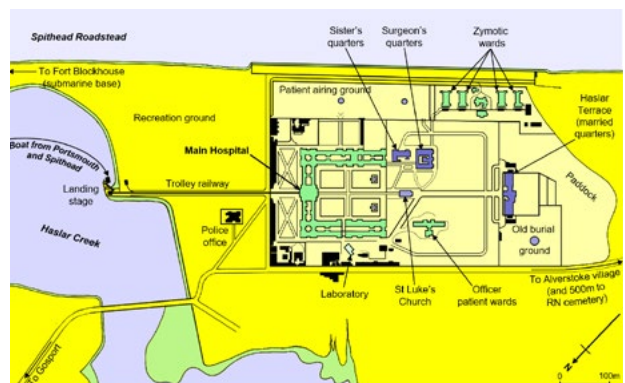 Spithead Roadstead
Sister's
quarters
Surgeon's
quarters
Zymotic
wards
To Fort Blockhouse
(submarine base)
Patient airing ground
Haslar
Terrace
(married
quarters)
Recreation ground
Boat from Portsmouth
and Spithead
Main Hospital
Landing
stage
Trolley railway
Paddock
Police
office
Haslar Creek
Old burial
ground
Laboratory
St Luke's
Church
Officer
patient wards
To Alverstoke village
(and 500m to
RN cemetery)
To Gosport
N
0 100m